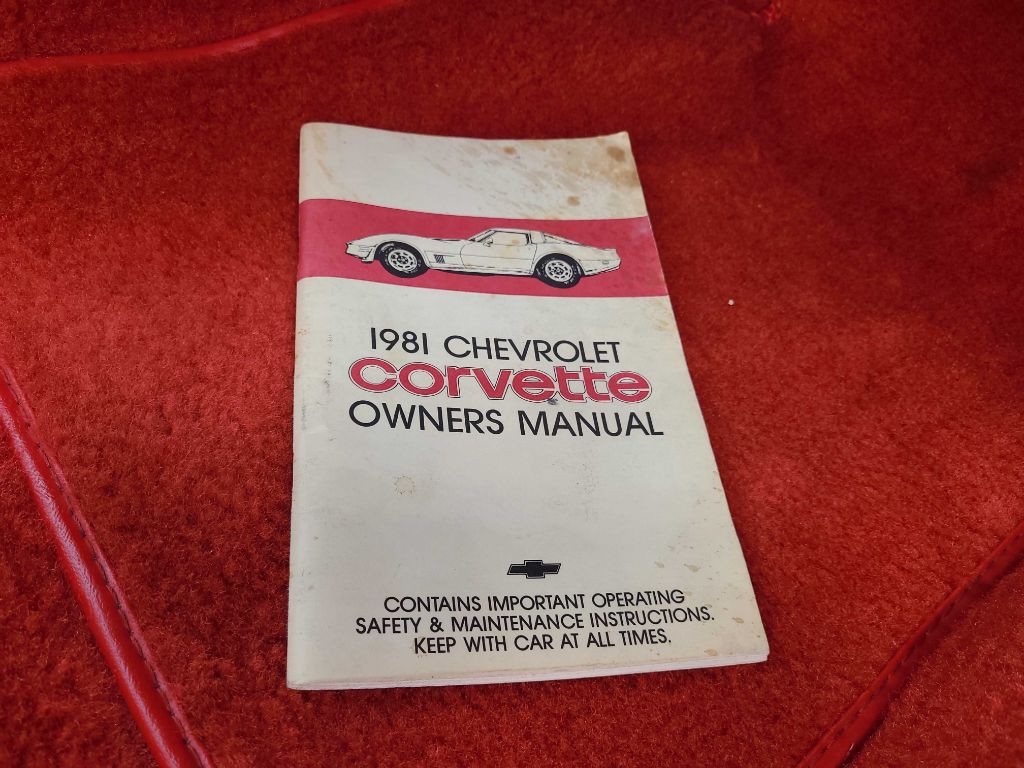 1981 CHEVROLET
corvette
OWNERS MANUAL
CONTAINS IMPORTANT OPERATING
SAFETY & MAINTENANCE INSTRUCTIONS.
KEEP WITH CAR AT ALL TIMES.